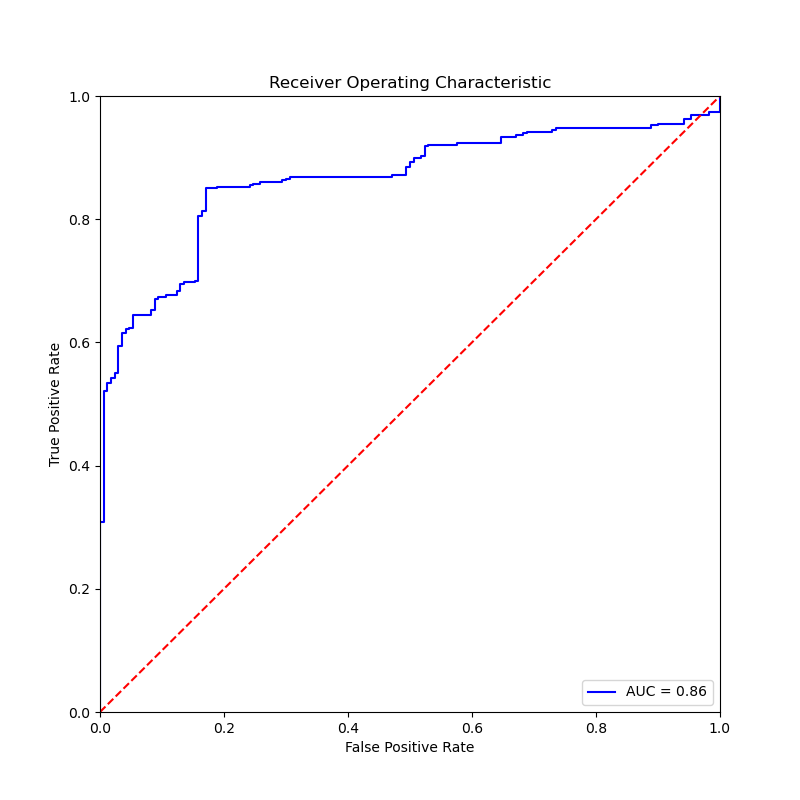 Receiver Operating Characteristic
1.0
0.8
0.6
0.4
0.2
0.0
True Positive Rate
AUC = 0.86
0.0 0.2 0.4 0.6 0.8 1.0
False Positive Rate